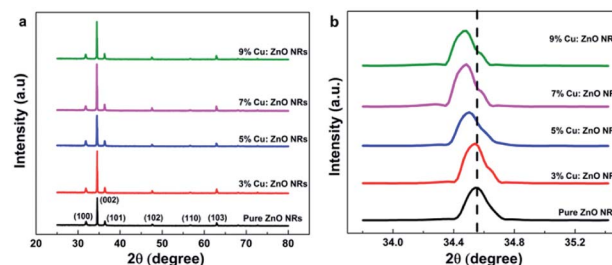 a
9% Cu: ZnO NRs
7% Cu: ZnO NRs
5% Cu: ZnO NRs
3% Cu: ZnO NRs
Pure ZnO NRs
(100)
(002)
(101)
(102)
(110)
(103)
Intensity (a.u)
20 30 40 50 60 70 80
2θ (degree)
b
9% Cu: ZnO NR
7% Cu: ZnO NR
5% Cu: ZnO NR
3% Cu: ZnO NR
Pure ZnO NR
Intensity (a.u.)
34.0 34.4 34.8 35.2
2θ (degree)